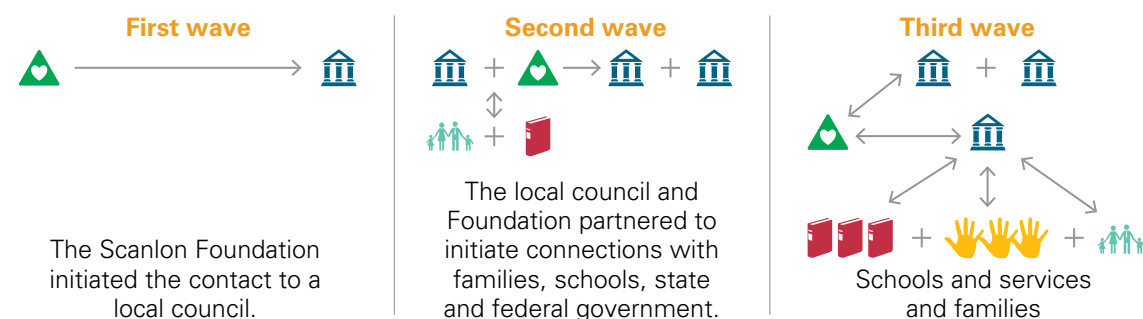 First wave
The Scanlon Foundation
initiated the contact to a
local council.
Second wave
The local council and
Foundation partnered to
initiate connections with
families, schools, state
and federal government.
Third wave
Schools and services
and families